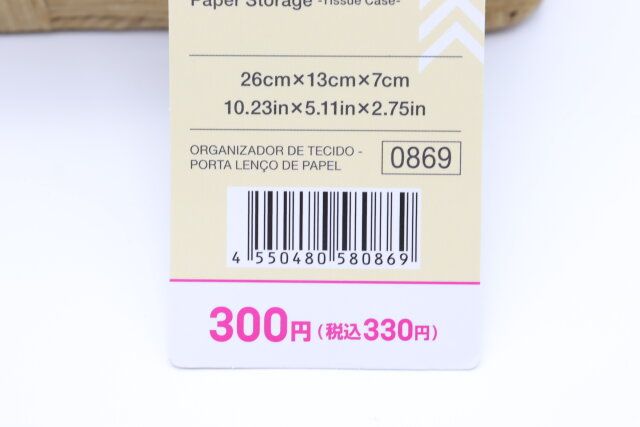 Paper Storage -Tissue Case-
26cm×13cm×7cm
10.23in×5.11in×2.75in
ORGANIZADOR DE TECIDO -
PORTA LENÇO DE PAPEL
0869
4 550480 580869
300円(税込330円)